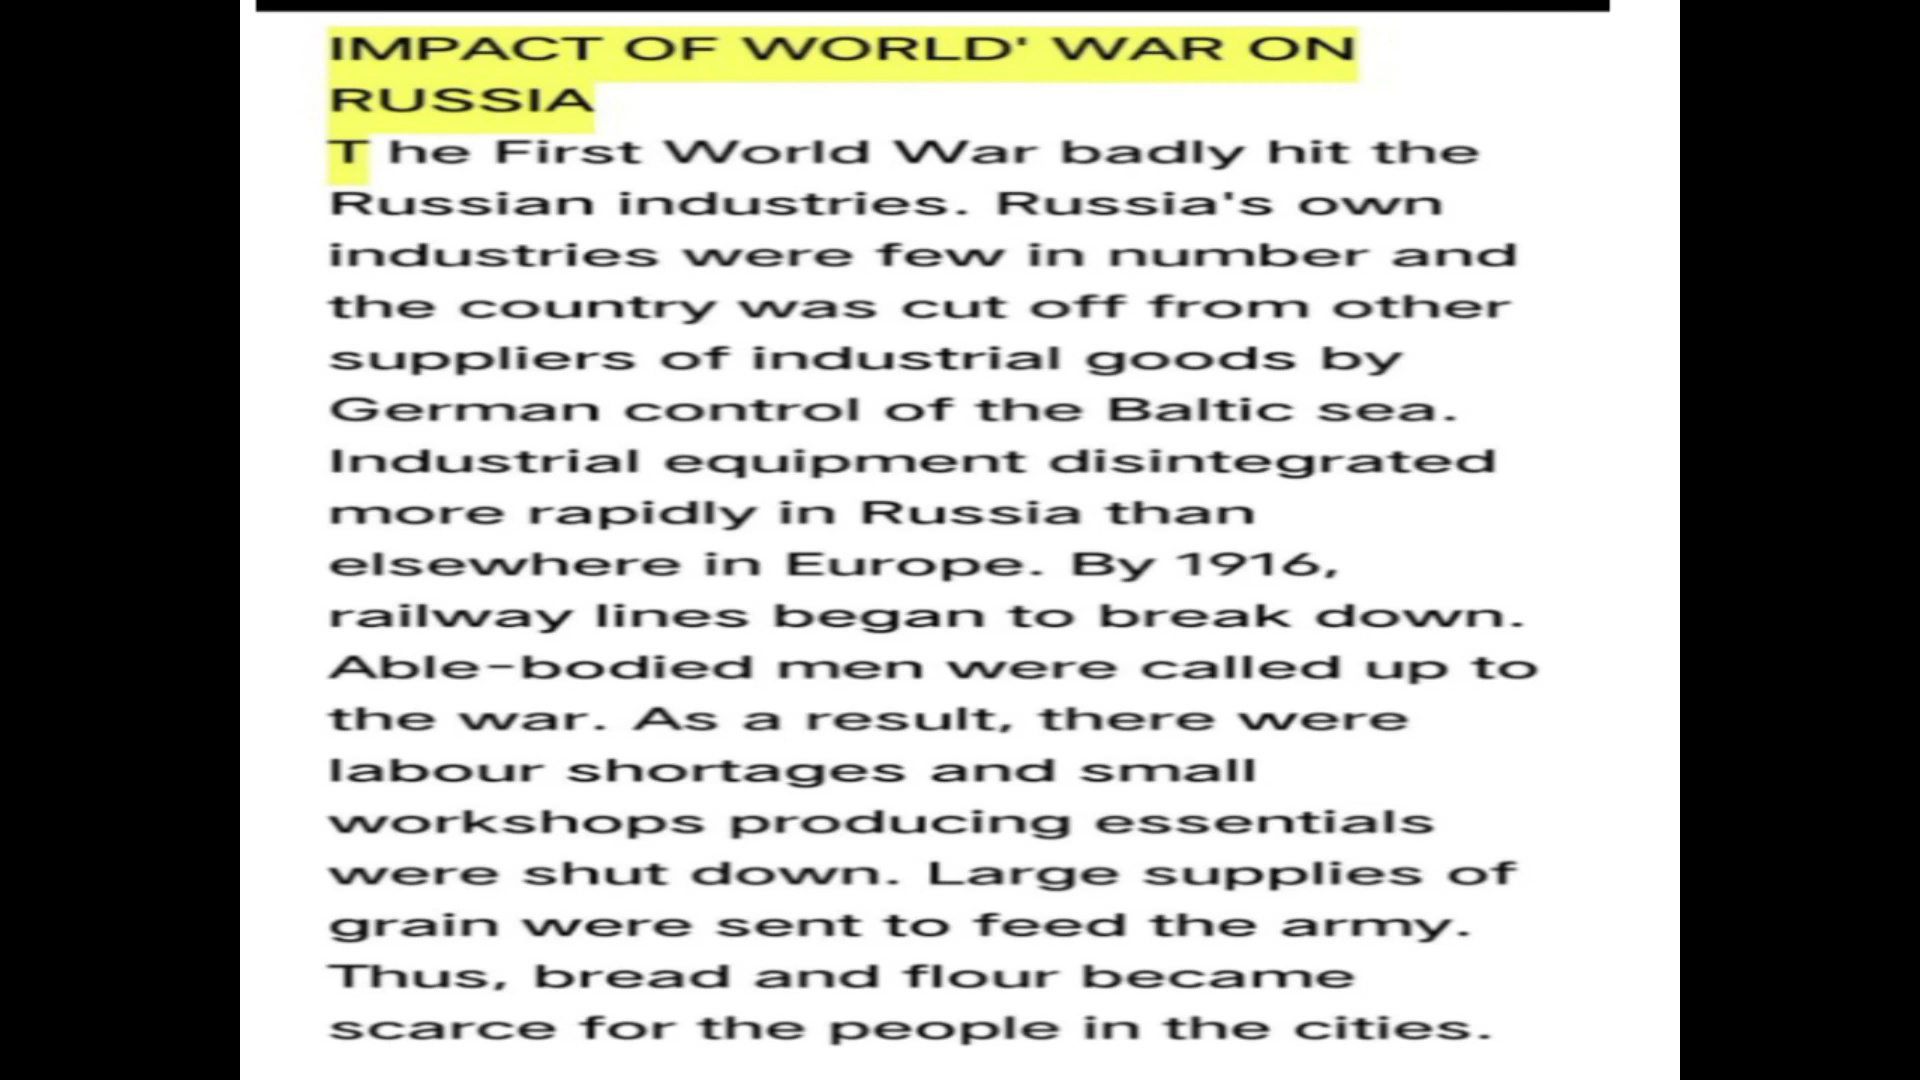 IMPACT OF WORLD' WAR ON
RUSSIA
T he First World War badly hit the
Russian industries. Russia's own
industries were few in number and
the country was cut off from other
suppliers of industrial goods by
German control of the Baltic sea.
Industrial equipment disintegrated
more rapidly in Russia than
elsewhere in Europe. By 1916,
railway lines began to break down.
Able-bodied men were called up to
the war. As a result, there were
labour shortages and small
workshops producing essentials
were shut down. Large supplies of
grain were sent to feed the army.
Thus, bread and flour became
scarce for the people in the cities.